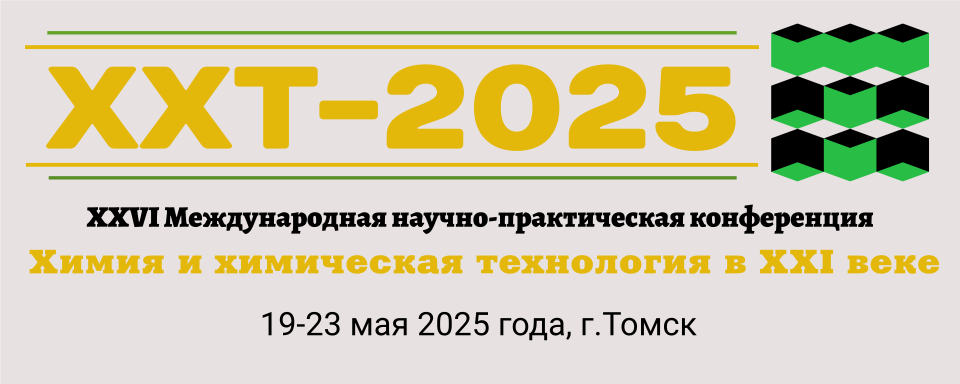 ХХТ-2025
XXVI Международная научно-практическая конференция
Химия и химическая технология в XXI веке
19-23 мая 2025 года, г.Томск